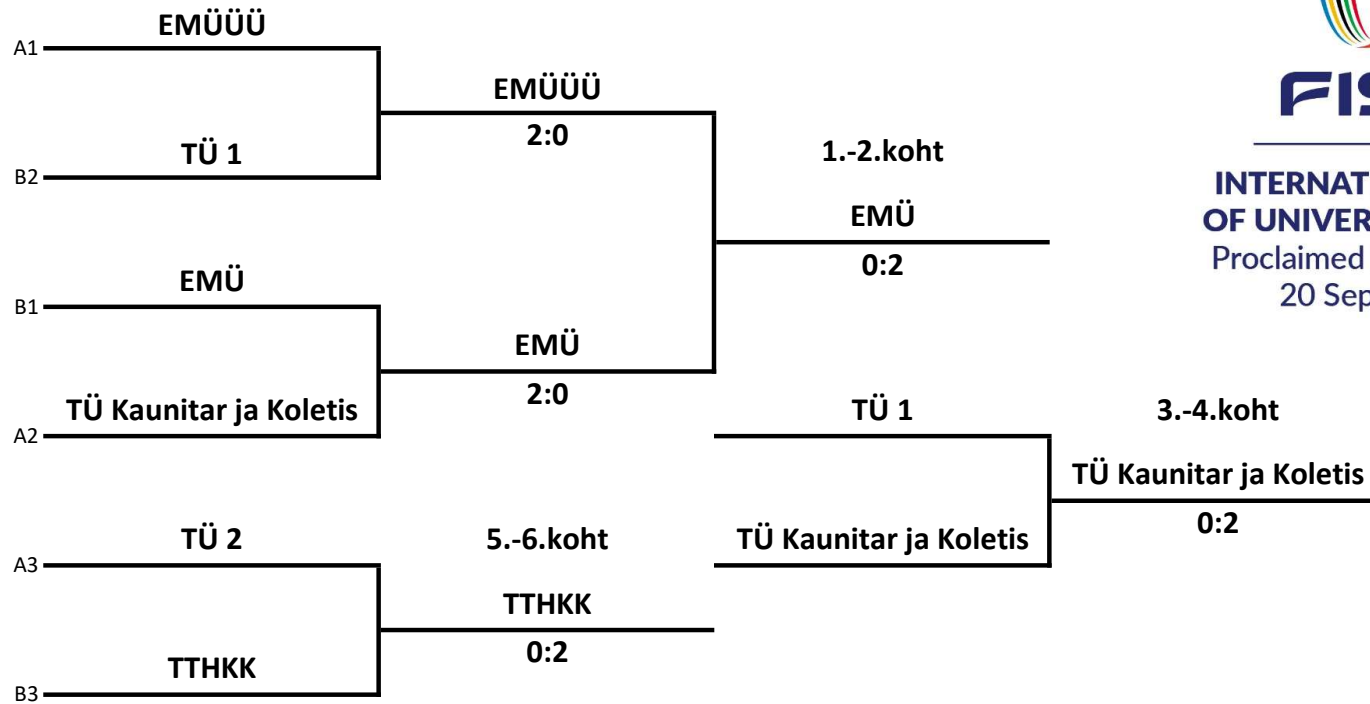 EMÜÜÜ
A1
EMÜÜÜ
2:0
TÜ 1
B2
1.-2.koht
EMÜ
0:2
EMÜ
B1
EMÜ
2:0
TÜ Kaunitar ja Koletis
A2
TÜ 1
3.-4.koht
TÜ Kaunitar ja Koletis
0:2
TÜ 2
A3
5.-6.koht
TÜ Kaunitar ja Koletis
TTHKK
0:2
TTHKK
B3
INTERNAT
OF UNIVER
Proclaimed
20 Sep